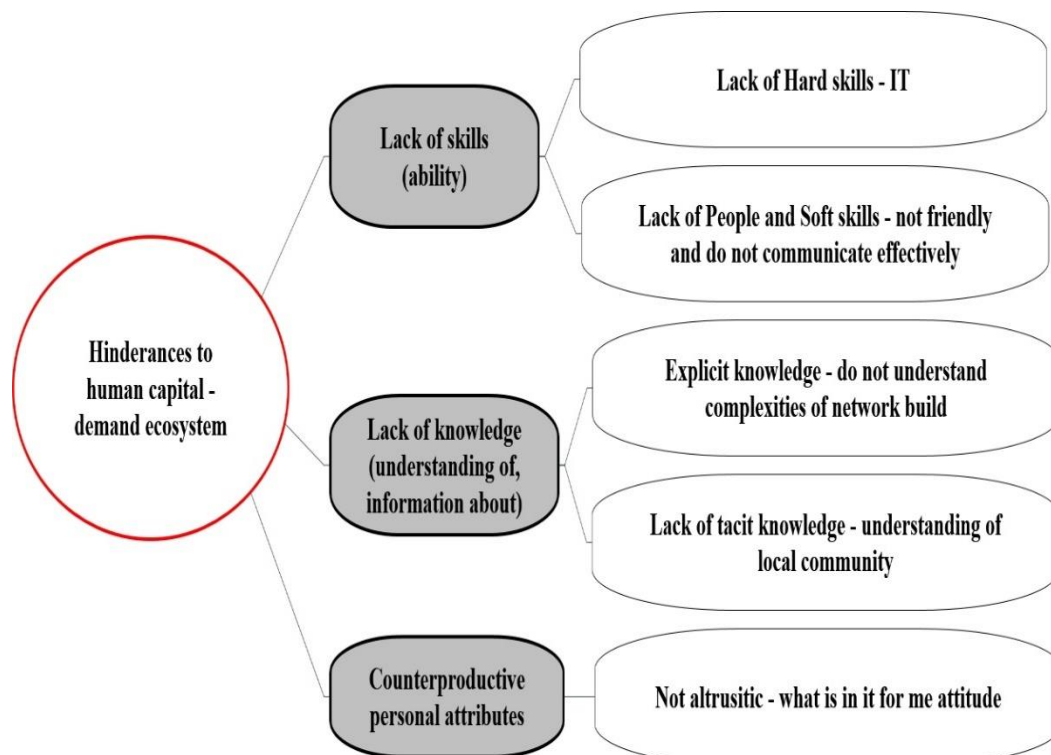 Hinderances to
human capital -
demand ecosystem
Lack of skills
(ability)
Lack of Hard skills - IT
Lack of People and Soft skills - not friendly
and do not communicate effectively
Lack of knowledge
(understanding of,
information about)
Explicit knowledge - do not understand
complexities of network build
Lack of tacit knowledge - understanding of
local community
Counterproductive
personal attributes
Not altrusitic - what is in it for me attitude